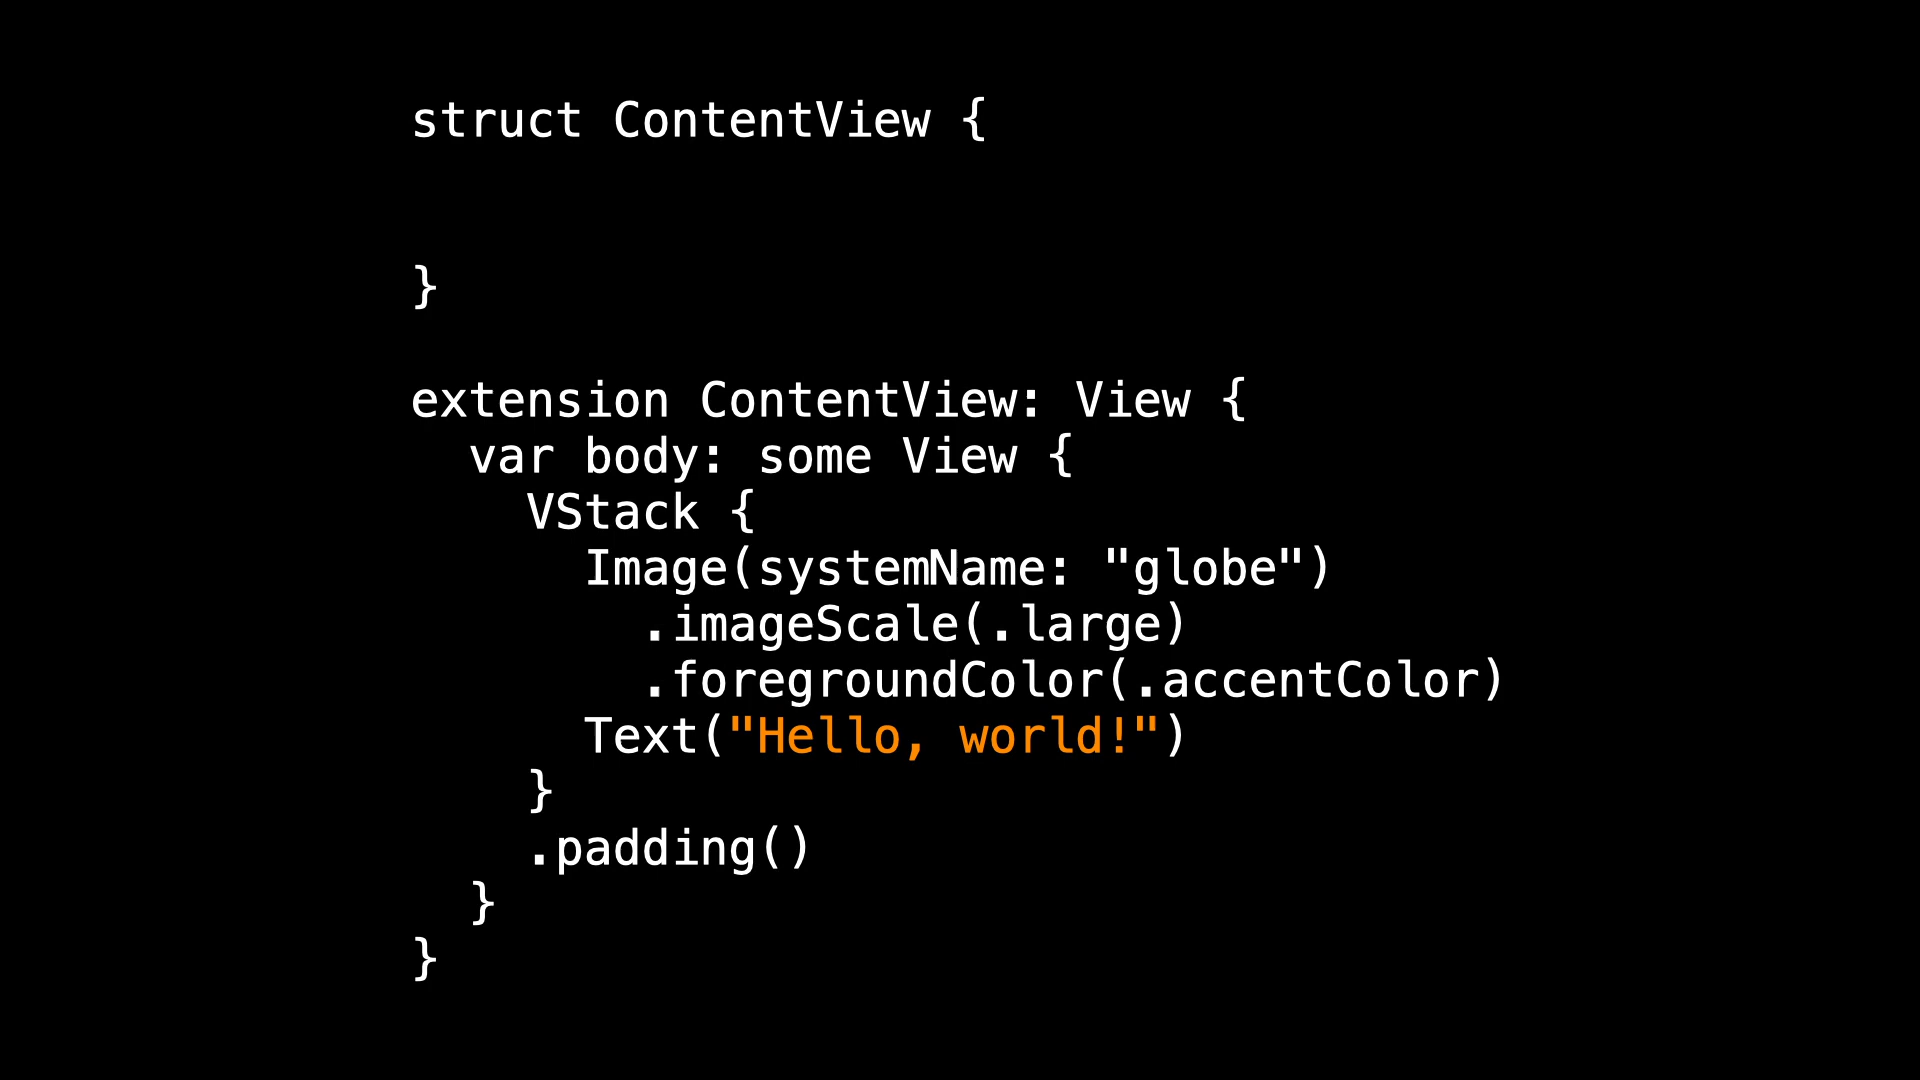 struct ContentView {
}
extension ContentView: View {
  var body: some View {
    VStack {
      Image(systemName: "globe")
        .imageScale(.large)
        .foregroundColor(.accentColor)
      Text("Hello, world!")
    }
    .padding()
  }
}